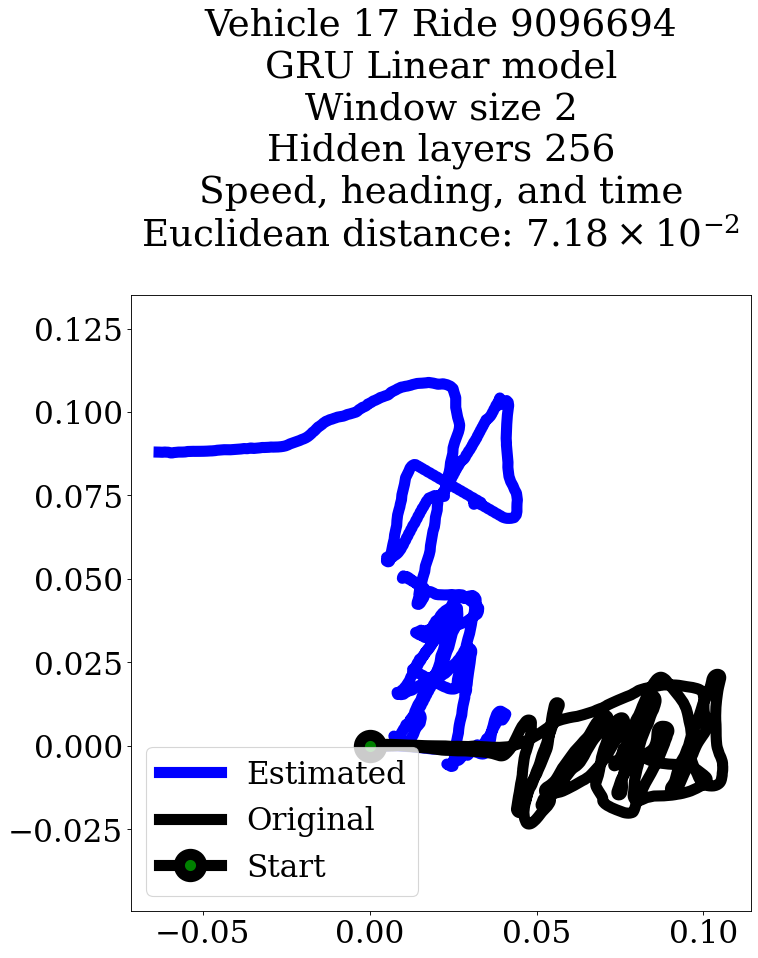 Vehicle 17 Ride 9096694
GRU Linear model
Window size 2
Hidden layers 256
Speed, heading, and time
Euclidean distance: 7.18 × 10⁻²
0.125
0.100
0.075
0.050
0.025
0.000
−0.025
Estimated
Original
Start
−0.05 0.00 0.05 0.10